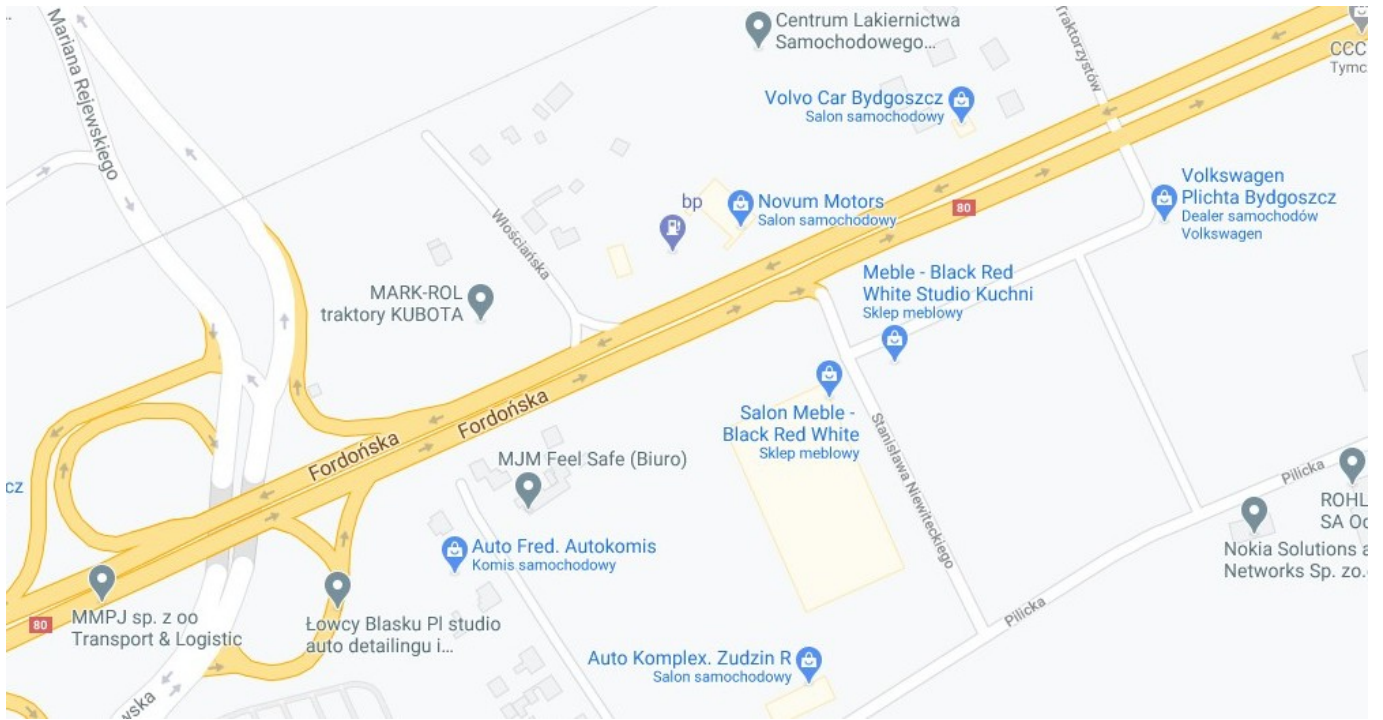 Mariana Rejewskiego
Centrum Lakiernictwa
Samochodowego...
Traktorzystów
CCC
Tymc
Volvo Car Bydgoszcz
Salon samochodowy
Volkswagen
Plichta Bydgoszcz
Dealer samochodów
Volkswagen
bp
Novum Motors
Salon samochodowy
80
Włościańska
MARK-ROL
traktory KUBOTA
Meble - Black Red
White Studio Kuchni
Sklep meblowy
Salon Meble -
Black Red White
Sklep meblowy
Fordońska
Fordońska
Stanisława Niewiteckiego
MJM Feel Safe (Biuro)
cz
Pilicka
ROHL
SA Oc
Nokia Solutions a
Networks Sp. zo.
Auto Fred. Autokomis
Komis samochodowy
MMPJ sp. z oo
Transport & Logistic
80
Łowcy Blasku Pl studio
auto detailingu i...
Pilicka
Auto Komplex. Zudzin R
Salon samochodowy
wska